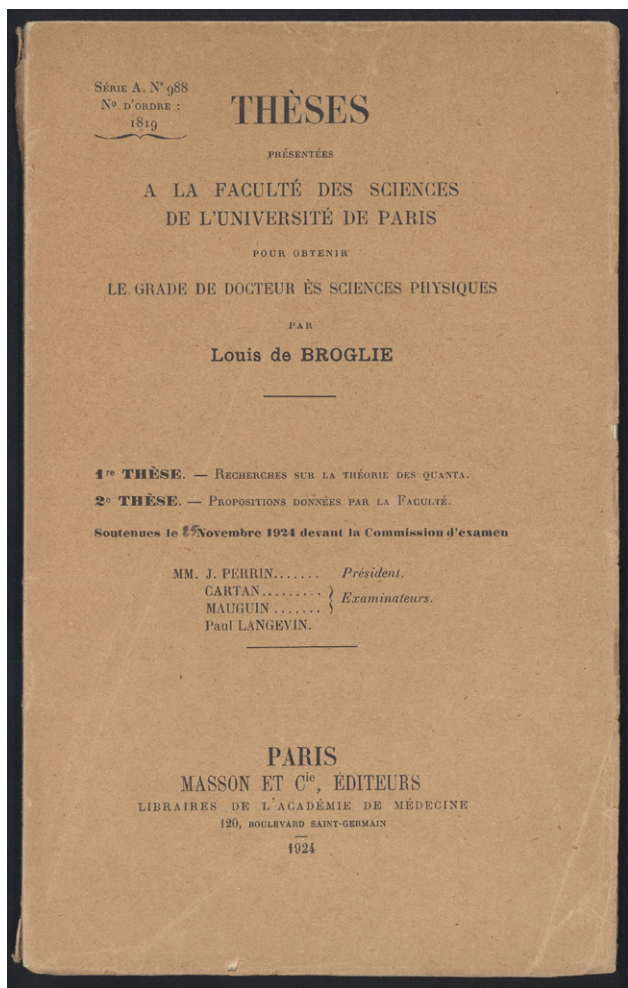 SÉRIE A. N° 988
N° D'ORDRE :
1819
THÈSES
PRÉSENTÉES
A LA FACULTÉ DES SCIENCES
DE L'UNIVERSITÉ DE PARIS
POUR OBTENIR
LE GRADE DE DOCTEUR ÈS SCIENCES PHYSIQUES
PAR
Louis de BROGLIE
1re THÈSE. — RECHERCHES SUR LA THÉORIE DES QUANTA.
2e THÈSE. — PROPOSITIONS DONNÉES PAR LA FACULTÉ.
Soutenues le 25 Novembre 1924 devant la Commission d'examen
MM. J. PERRIN....... Président.
CARTAN.........
MAUGUIN ....... } Examinateurs.
Paul LANGEVIN.
PARIS
MASSON ET Cie, ÉDITEURS
LIBRAIRES DE L'ACADÉMIE DE MÉDECINE
120, BOULEVARD SAINT-GERMAIN
1924